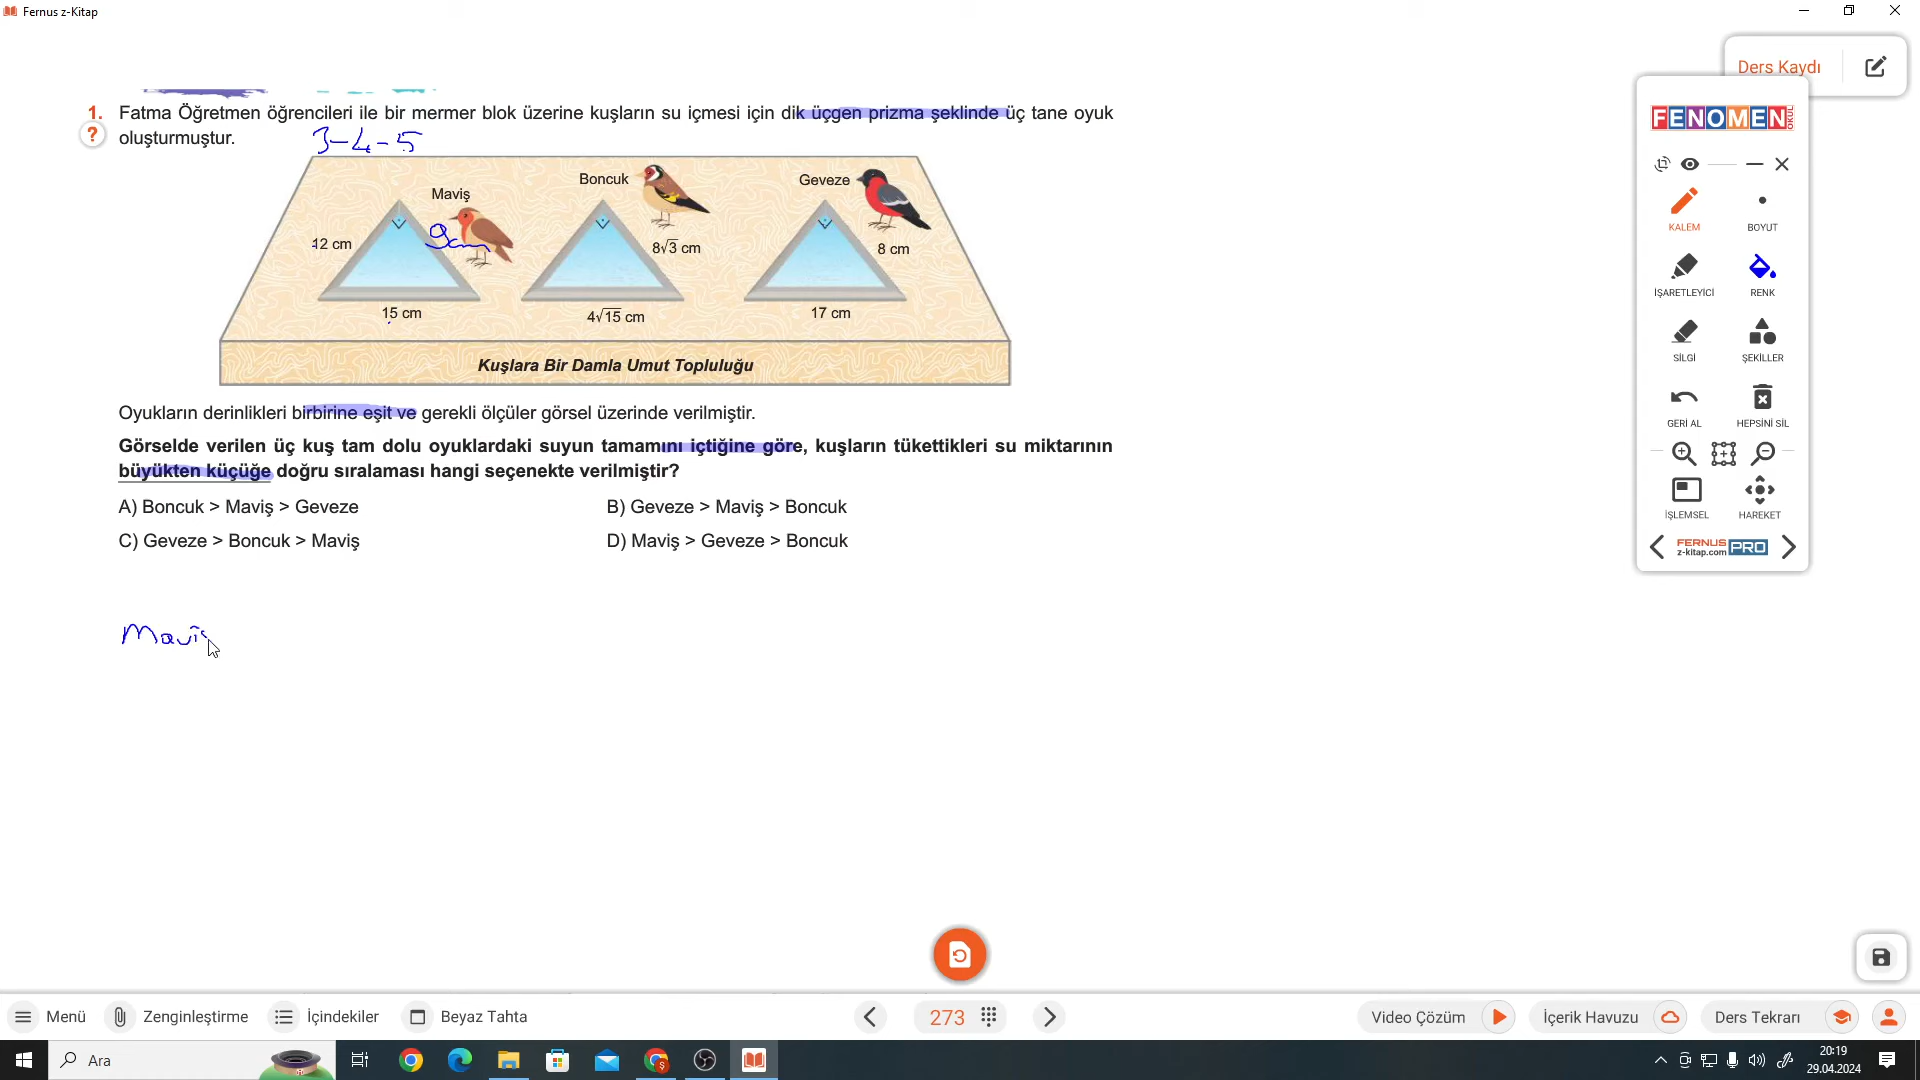 Fernus z-Kitap
Ders Kaydı
1. Fatma Öğretmen öğrencileri ile bir mermer blok üzerine kuşların su içmesi için dik üçgen prizma şeklinde üç tane oyuk
? oluşturmuştur.
3-4-5
Maviş
Boncuk
Geveze
12 cm
9cm
8√3 cm
8 cm
15 cm
4√15 cm
17 cm
Kuşlara Bir Damla Umut Topluluğu
Oyukların derinlikleri birbirine eşit ve gerekli ölçüler görsel üzerinde verilmiştir.
Görselde verilen üç kuş tam dolu oyuklardaki suyun tamamını içtiğine göre, kuşların tükettikleri su miktarının
büyükten küçüğe doğru sıralaması hangi seçenekte verilmiştir?
A) Boncuk > Maviş > Geveze
B) Geveze > Maviş > Boncuk
C) Geveze > Boncuk > Maviş
D) Maviş > Geveze > Boncuk
Maviş
FENOMEN OKUL
KALEM
BOYUT
İŞARETLEYİCİ
RENK
SİLGİ
ŞEKİLLER
GERİ AL
HEPSİNİ SİL
İŞLEMSEL
HAREKET
FERNUS
z-kitap.com PRO
Menü
Zenginleştirme
İçindekiler
Beyaz Tahta
273
Video Çözüm
İçerik Havuzu
Ders Tekrarı
Ara
20:19
29.04.2024